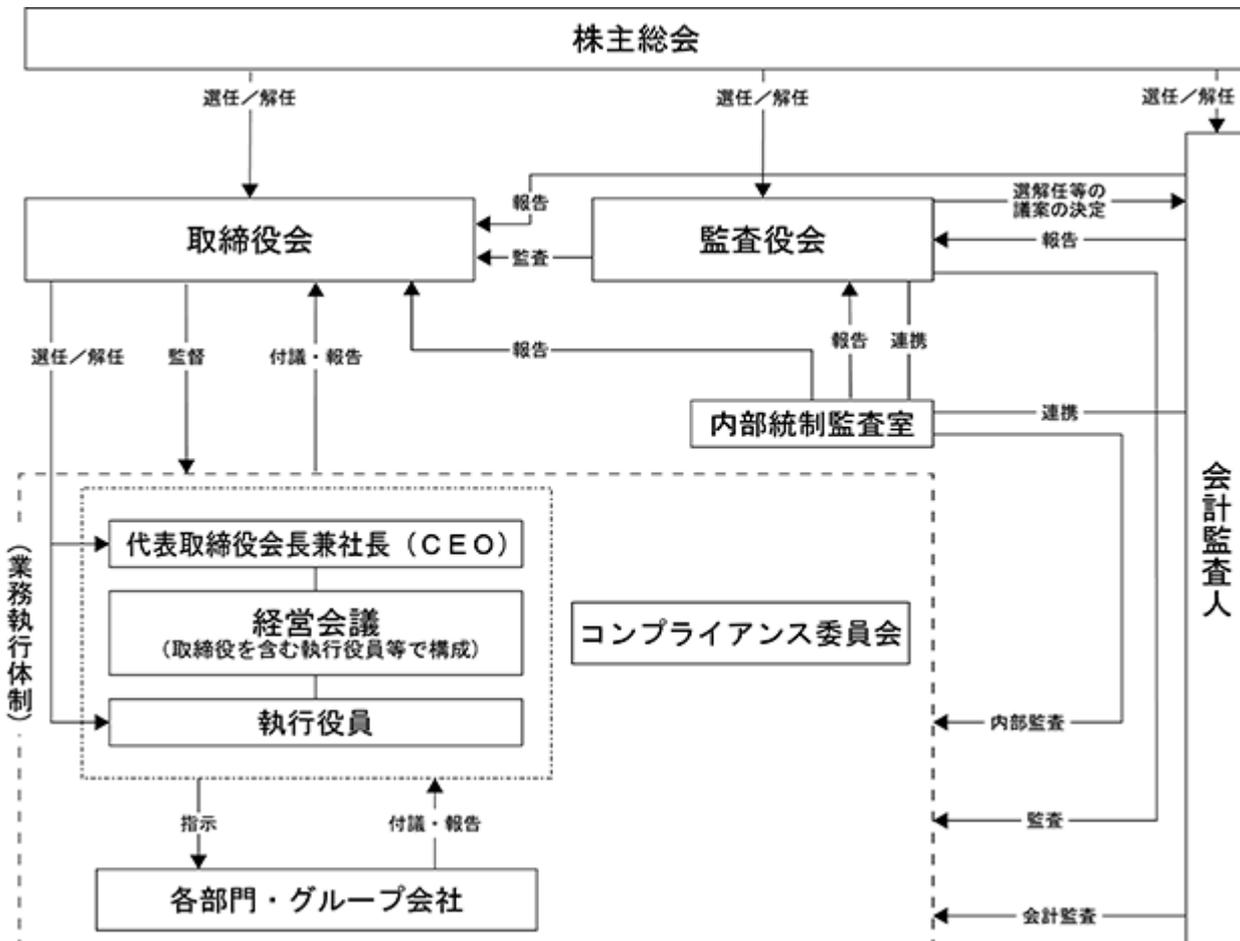 株主総会
選任／解任
選任／解任
選任／解任
報告
選解任等の
議案の決定
取締役会
監査役会
報告
監査
選任／解任
監督
付議・報告
報告
報告
連携
内部統制監査室
連携
会計監査人
(業務執行体制)
代表取締役会長兼社長（ＣＥＯ）
経営会議
（取締役を含む執行役員等で構成）
コンプライアンス委員会
執行役員
内部監査
指示
付議・報告
監査
各部門・グループ会社
会計監査